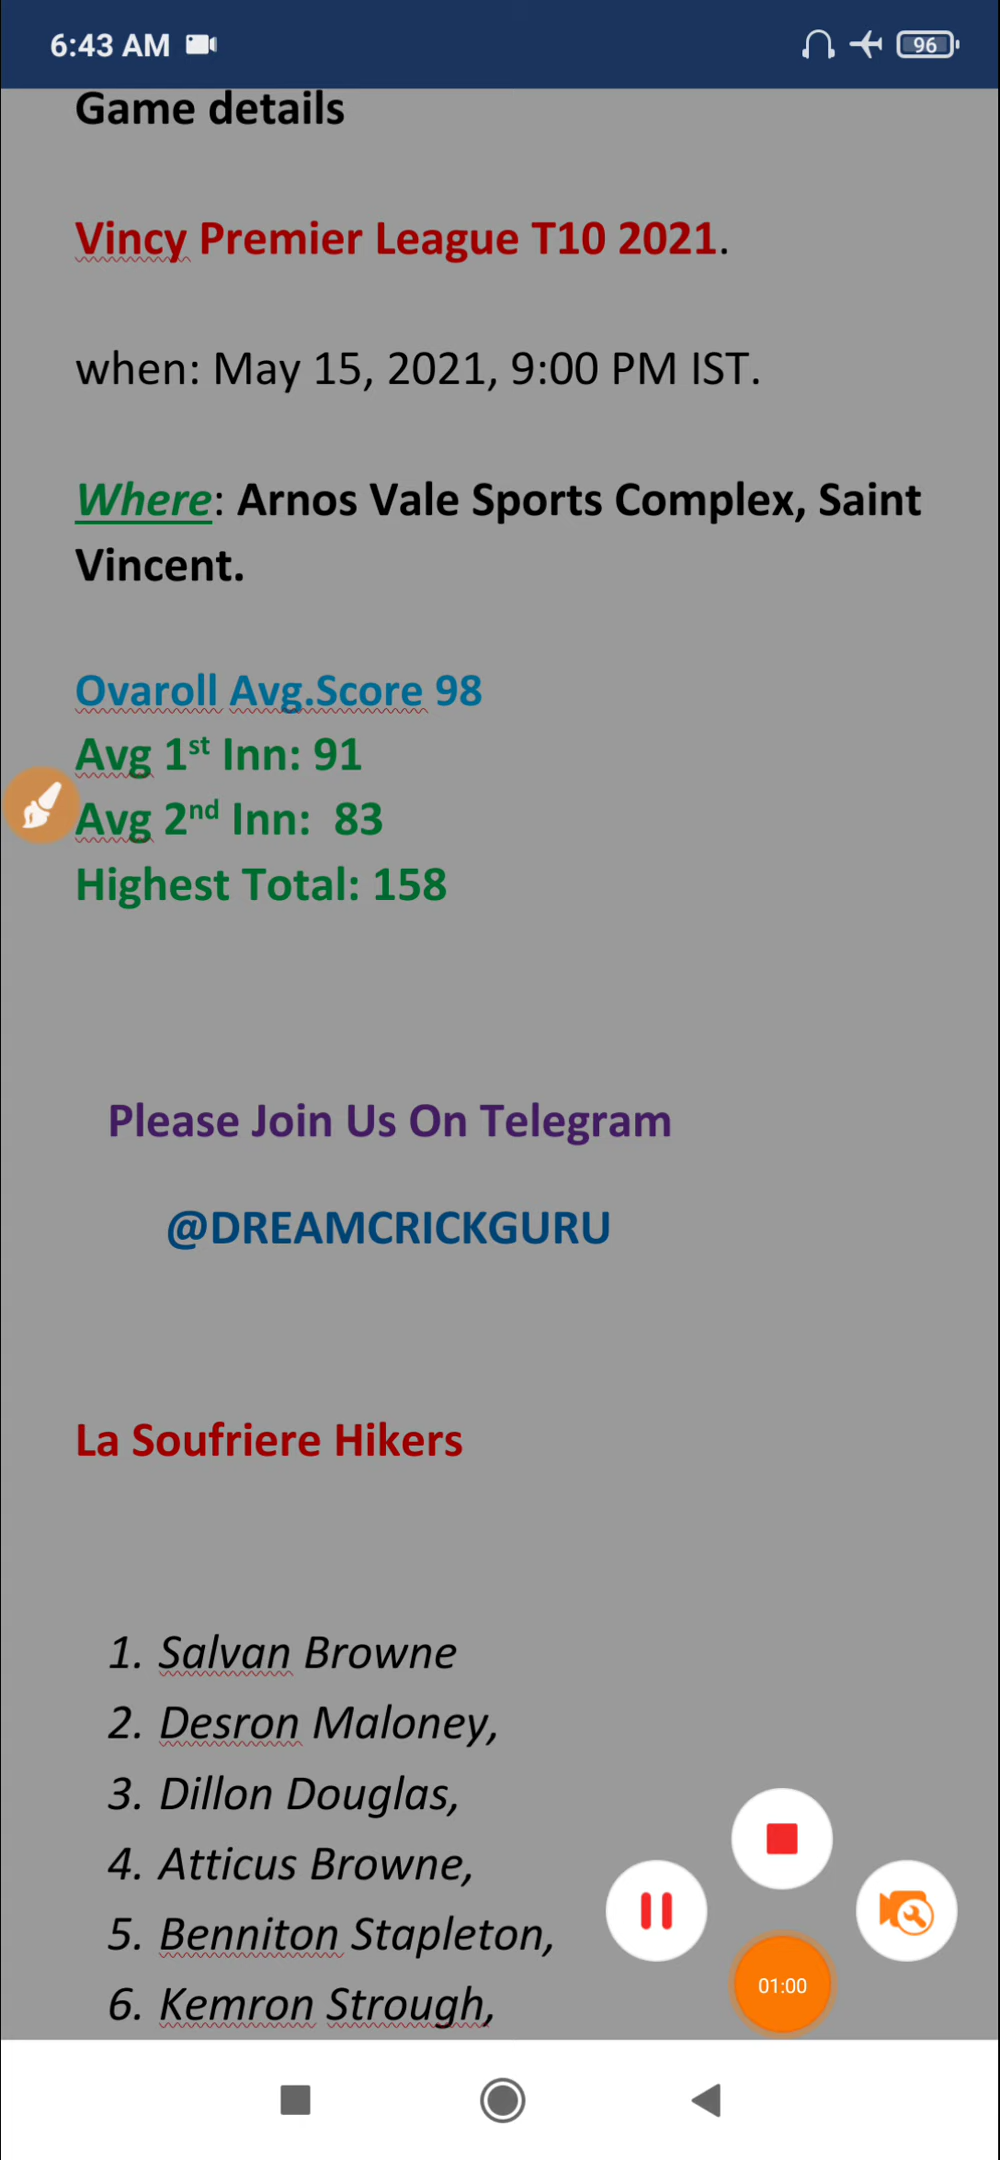 6:43 AM
96
Game details
Vincy Premier League T10 2021.
when: May 15, 2021, 9:00 PM IST.
Where: Arnos Vale Sports Complex, Saint
Vincent.
Ovaroll Avg.Score 98
Avg 1st Inn: 91
Avg 2nd Inn: 83
Highest Total: 158
Please Join Us On Telegram
@DREAMCRICKGURU
La Soufriere Hikers
1. Salvan Browne
2. Desron Maloney,
3. Dillon Douglas,
4. Atticus Browne,
5. Benniton Stapleton,
6. Kemron Strough,
01:00